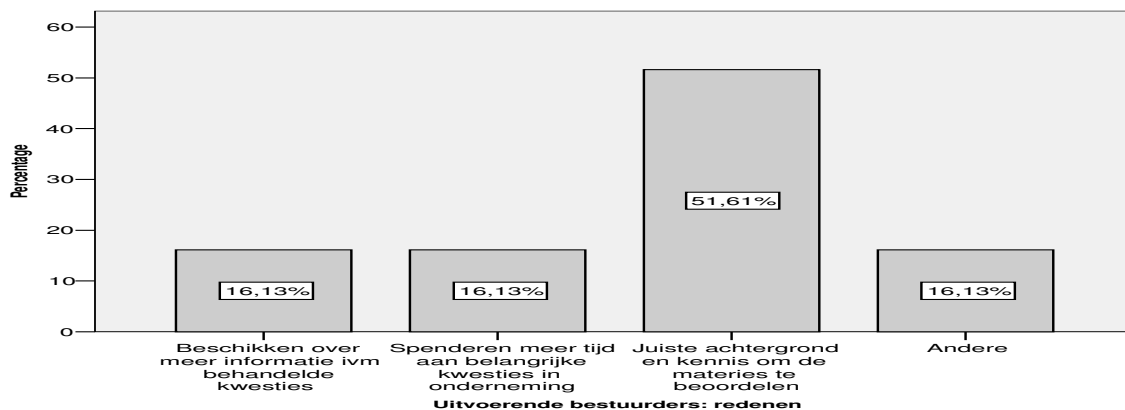 60
50
40
30
20
10
0
Percentage
16,13%
16,13%
51,61%
16,13%
Beschikken over
meer informatie ivm
behandelde
kwesties
Spenderen meer tijd
aan belangrijke
kwesties in
onderneming
Juiste achtergrond
en kennis om de
materies te
beoordelen
Andere
Uitvoerende bestuurders: redenen